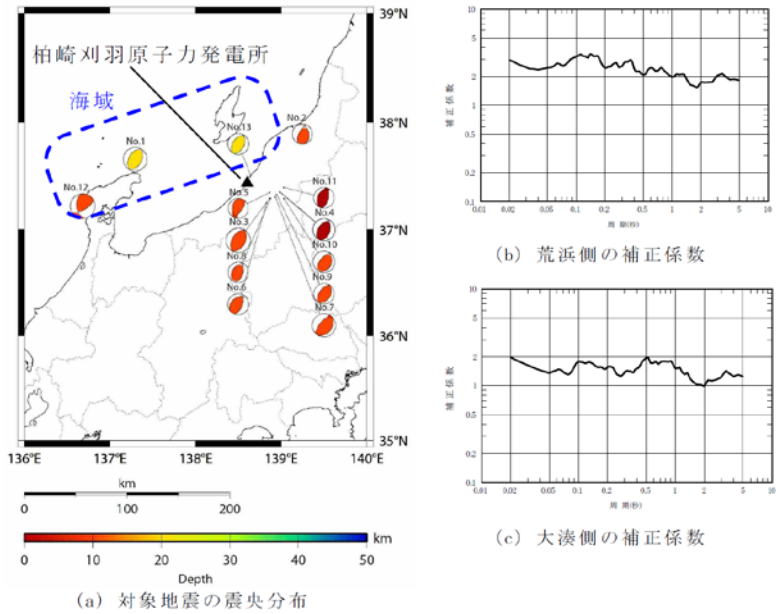 39°N
38°N
37°N
36°N
35°N
136°E
137°E
138°E
139°E
140°E
柏崎刈羽原子力発電所
海域
No.1
No.13
No.2
No.12
No.5
No.11
No.3
No.4
No.8
No.10
No.6
No.9
No.7
km
0
100
200
km
0
10
20
30
40
50
Depth
(a) 対象地震の震央分布
10
5
2
1
0.5
0.2
0.1
補正係数
0.01
0.02
0.05
0.1
0.2
0.5
1
2
5
10
周期(秒)
(b) 荒浜側の補正係数
10
5
2
1
0.5
0.2
0.1
補正係数
0.01
0.02
0.05
0.1
0.2
0.5
1
2
5
10
周期(秒)
(c) 大湊側の補正係数